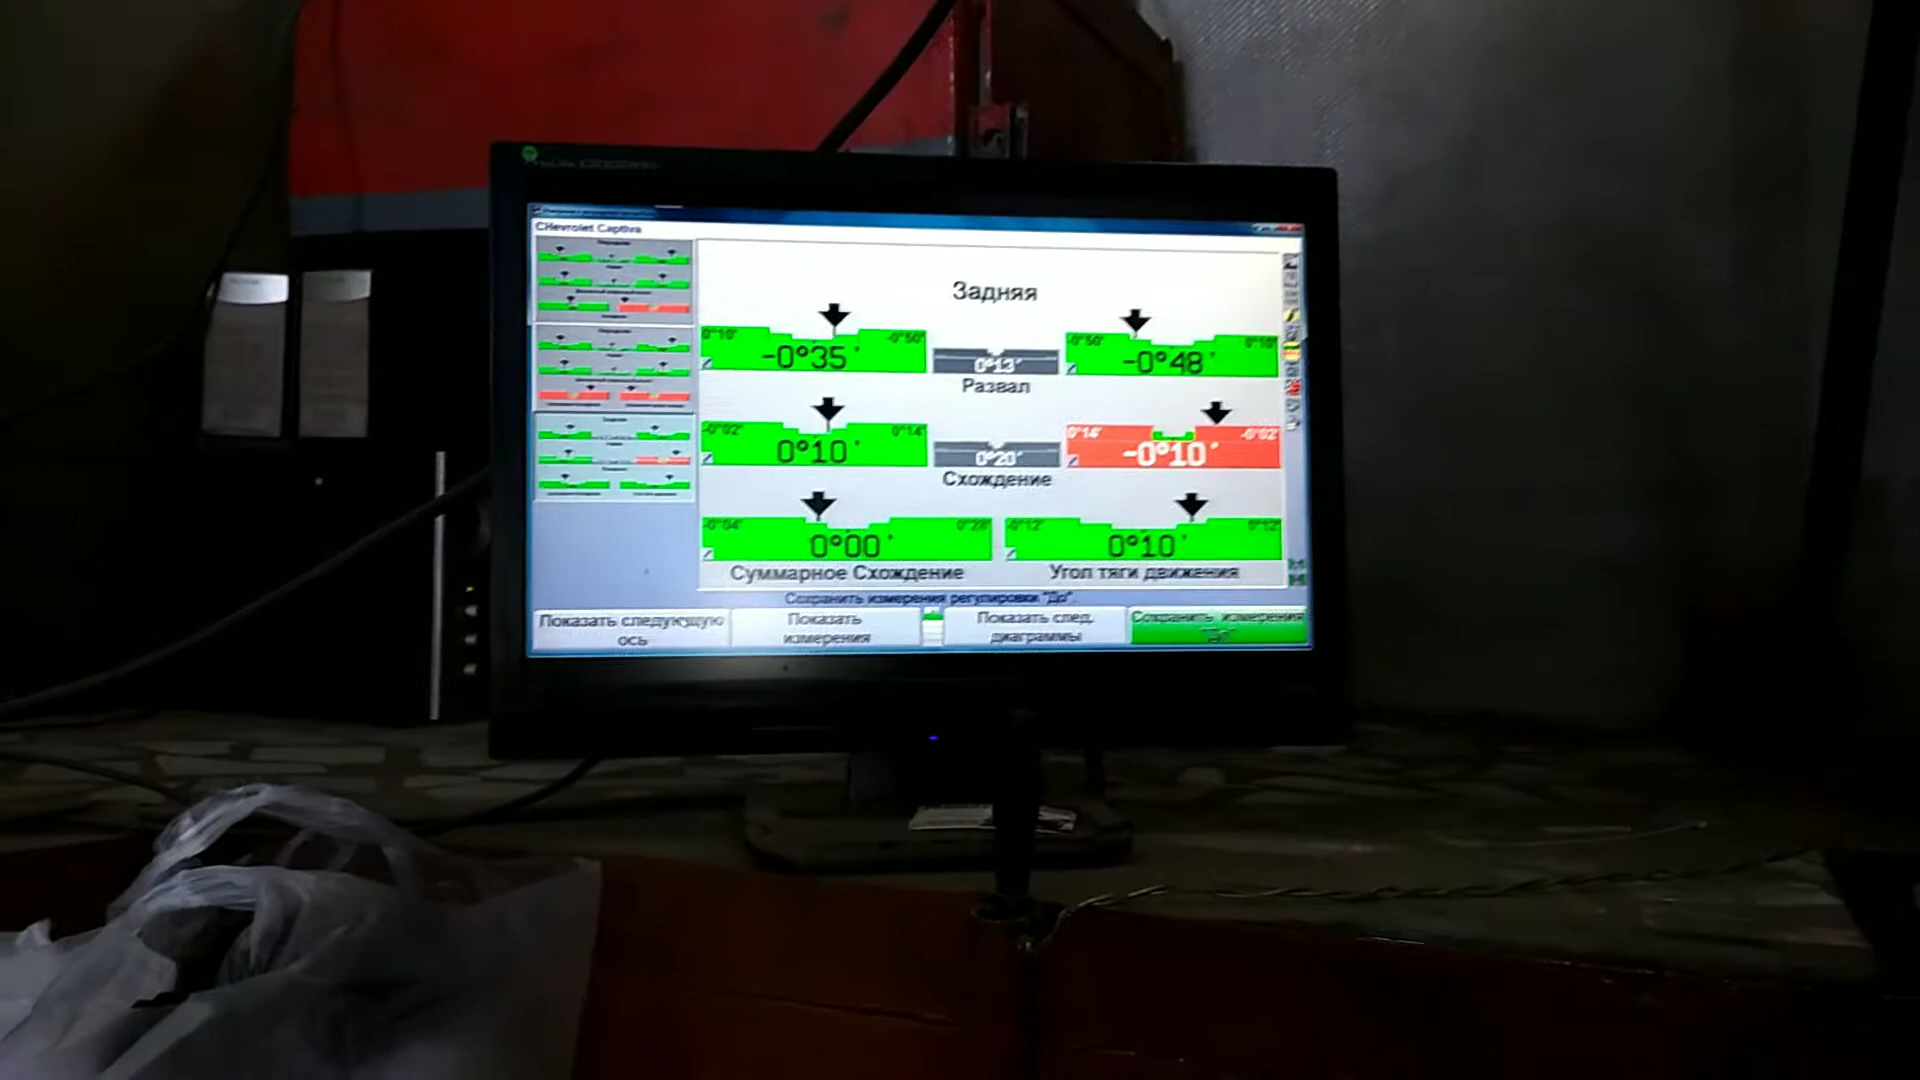 CHevrolet Captiva
Задняя
0°10' -0°50' -0°50' 0°10'
-0°35' 0°13' -0°48'
Развал
-0°02' 0°14' 0°14' -0°02'
0°10' 0°20' -0°10'
Схождение
-0°04' 0°28' -0°12' 0°12'
0°00' 0°10'
Суммарное Схождение Угол тяги движения
Сохранить измерения регулировки "До".
Показать следующую Показать Показать след. Сохранить измерения
ось измерения диаграммы "До"